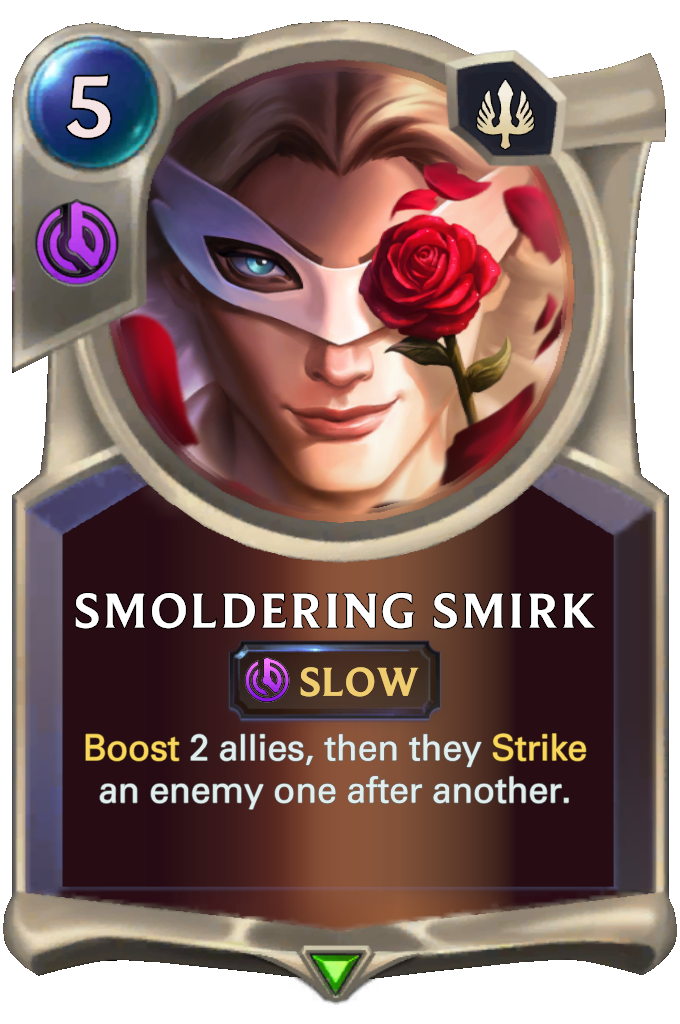 5
SMOLDERING SMIRK
SLOW
Boost 2 allies, then they Strike
an enemy one after another.